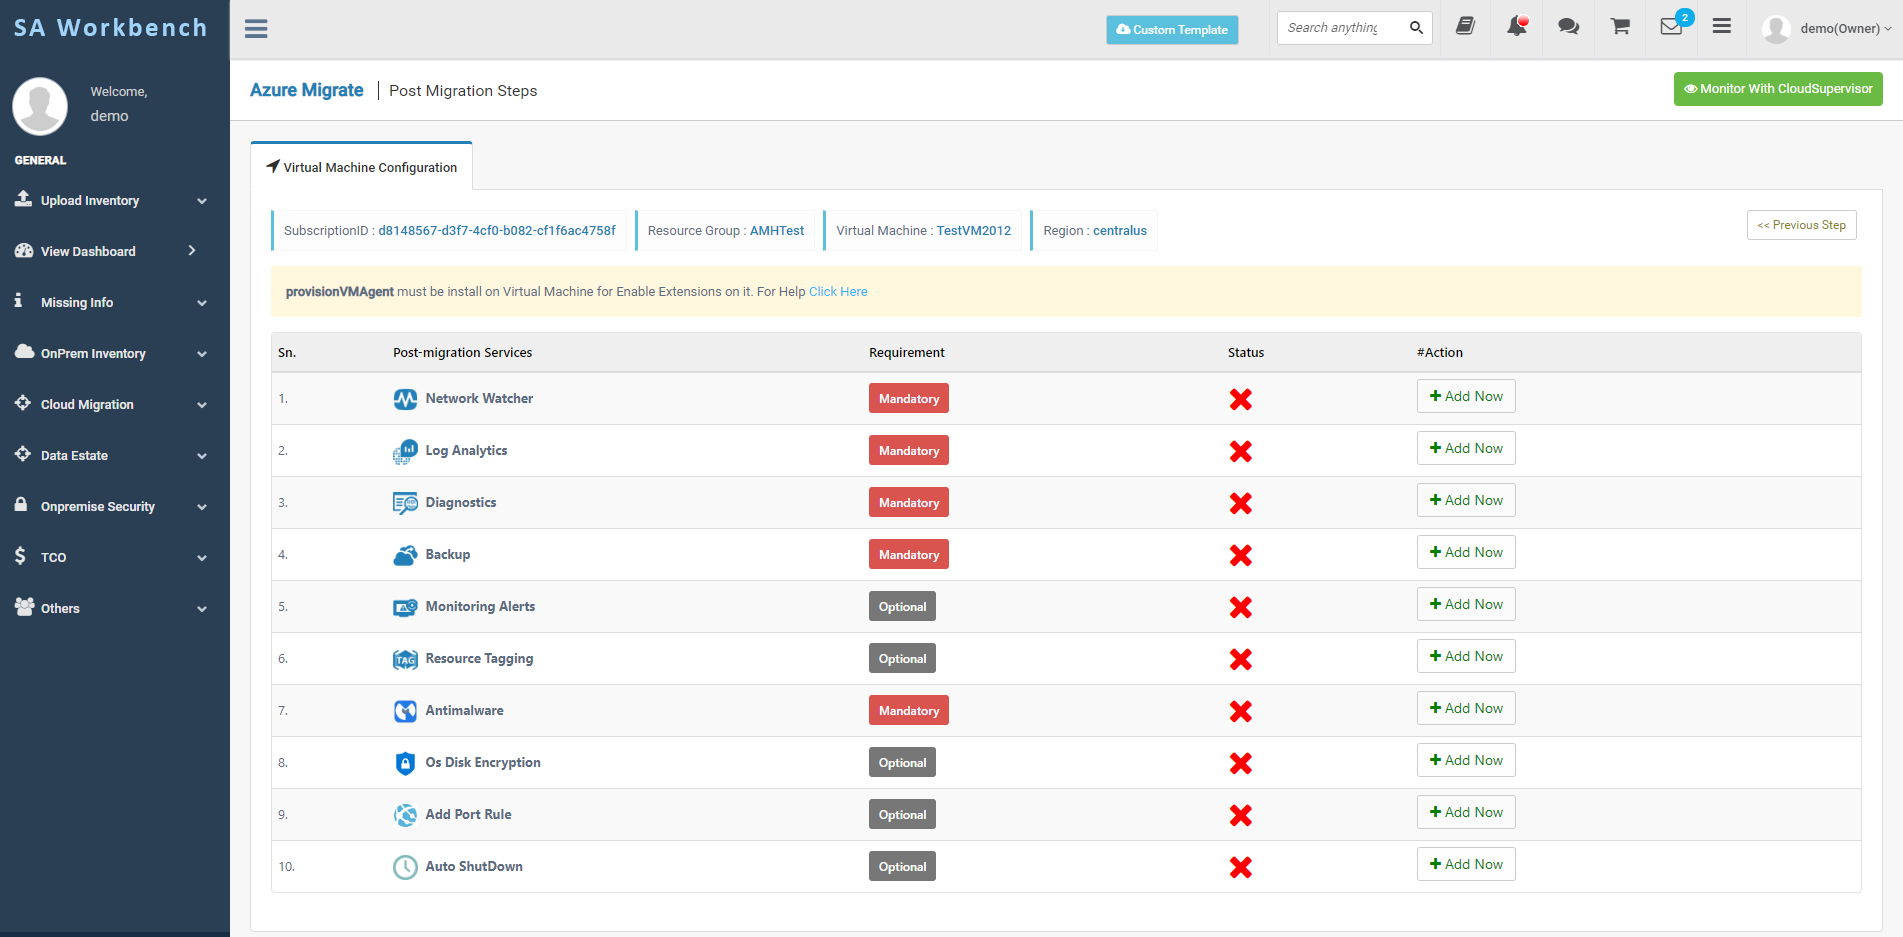 SA Workbench
Custom Template
Search anything
2
demo(Owner)
Welcome,
demo
GENERAL
Upload Inventory
View Dashboard
Missing Info
OnPrem Inventory
Cloud Migration
Data Estate
Onpremise Security
TCO
Others
Azure Migrate | Post Migration Steps
Monitor With CloudSupervisor
Virtual Machine Configuration
SubscriptionID : d8148567-d3f7-4cf0-b082-cf1f6ac4758f
Resource Group : AMHTest
Virtual Machine : TestVM2012
Region : centralus
<< Previous Step
provisionVMAgent must be install on Virtual Machine for Enable Extensions on it. For Help Click Here
Sn. Post-migration Services Requirement Status #Action
1. Network Watcher Mandatory Add Now
2. Log Analytics Mandatory Add Now
3. Diagnostics Mandatory Add Now
4. Backup Mandatory Add Now
5. Monitoring Alerts Optional Add Now
6. TAG Resource Tagging Optional Add Now
7. Antimalware Mandatory Add Now
8. Os Disk Encryption Optional Add Now
9. Add Port Rule Optional Add Now
10. Auto ShutDown Optional Add Now